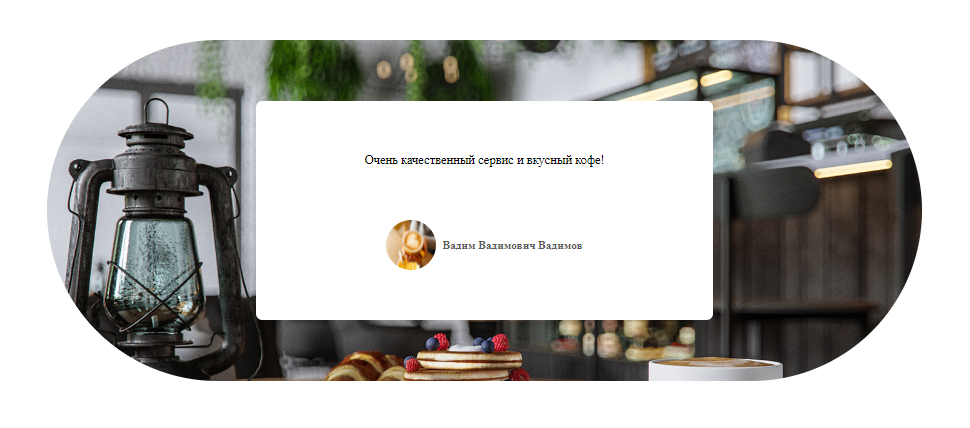 Очень качественный сервис и вкусный кофе!
Вадим Вадимович Вадимов